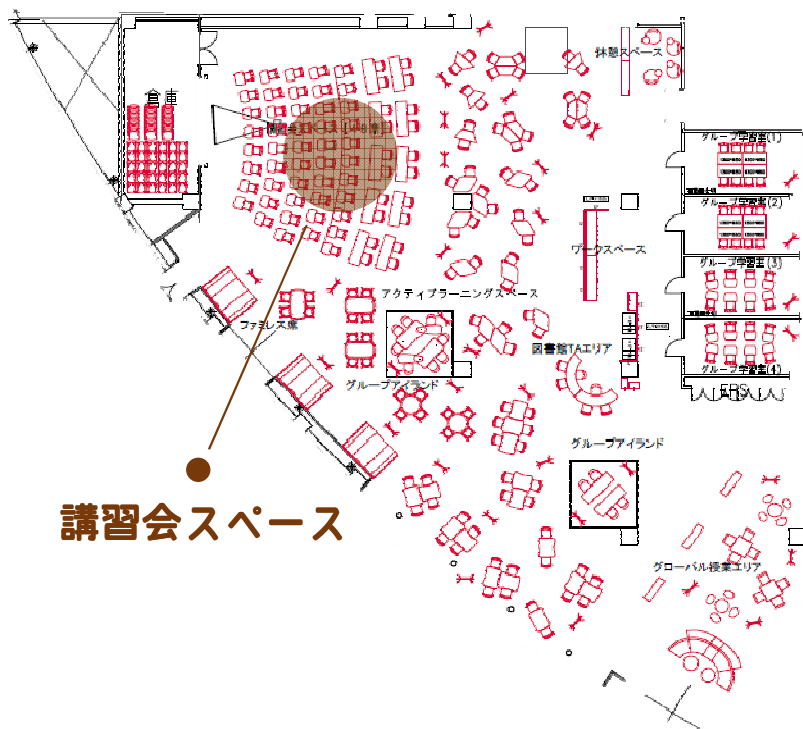 休憩スペース
倉庫
グループ学習室(1)
グループ学習室(2)
ワークスペース
グループ学習室(3)
アクティブラーニングスペース
ファミレス席
図書館TAエリア
グループ学習室(4)
グループアイランド
EPS
グループアイランド
講習会スペース
グローバル授業エリア